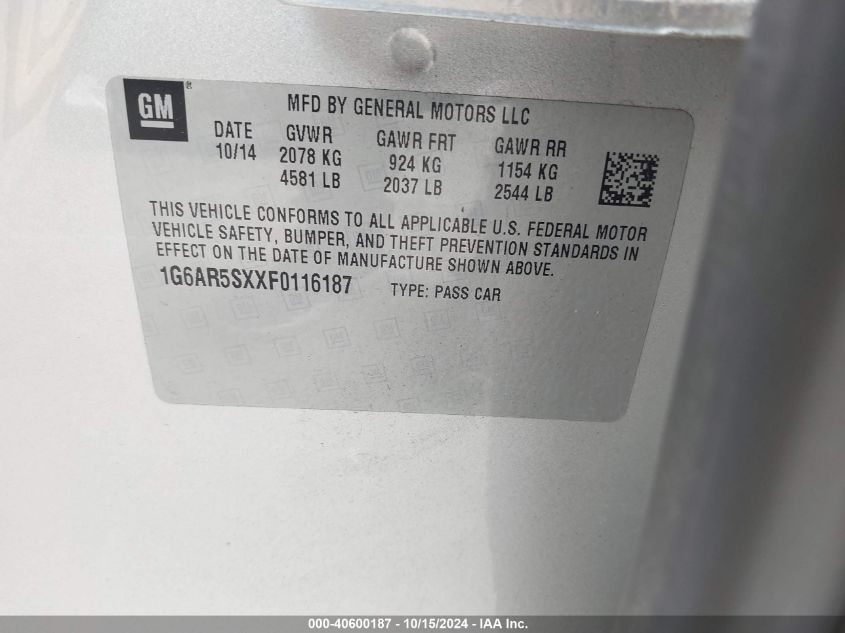 GM®
MFD BY GENERAL MOTORS LLC
DATE GVWR GAWR FRT GAWR RR
10/14 2078 KG 924 KG 1154 KG
4581 LB 2037 LB 2544 LB
THIS VEHICLE CONFORMS TO ALL APPLICABLE U.S. FEDERAL MOTOR
VEHICLE SAFETY, BUMPER, AND THEFT PREVENTION STANDARDS IN
EFFECT ON THE DATE OF MANUFACTURE SHOWN ABOVE.
1G6AR5SXXF0116187 TYPE: PASS CAR
000-40600187 - 10/15/2024 - IAA Inc.